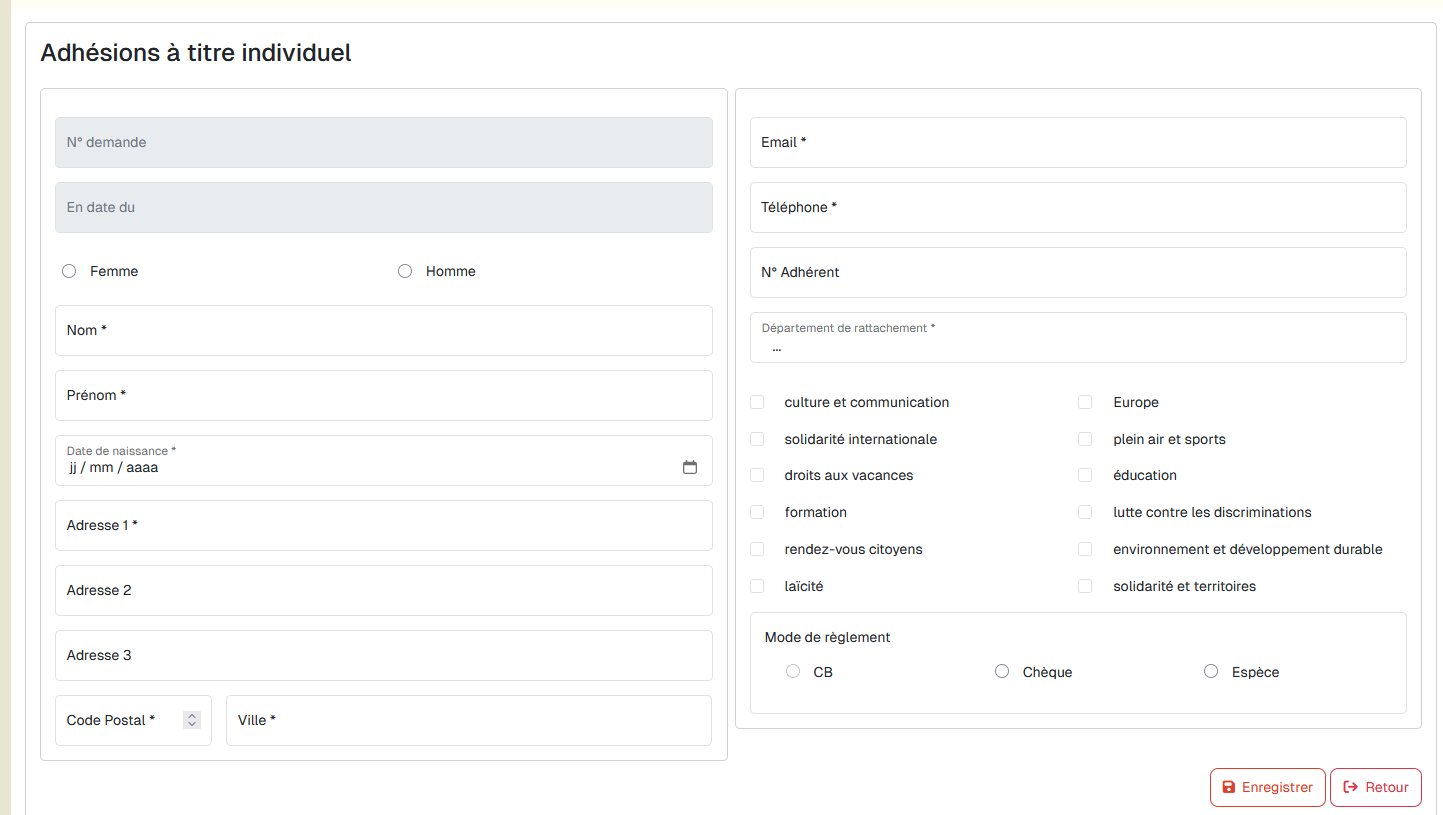 Adhésions à titre individuel
N° demande
En date du
Femme
Homme
Nom *
Prénom *
Date de naissance *
jj / mm / aaaa
Adresse 1 *
Adresse 2
Adresse 3
Code Postal *
Ville *
Email *
Téléphone *
N° Adhérent
Département de rattachement *
...
culture et communication
Europe
solidarité internationale
plein air et sports
droits aux vacances
éducation
formation
lutte contre les discriminations
rendez-vous citoyens
environnement et développement durable
laïcité
solidarité et territoires
Mode de règlement
CB
Chèque
Espèce
Enregistrer
Retour